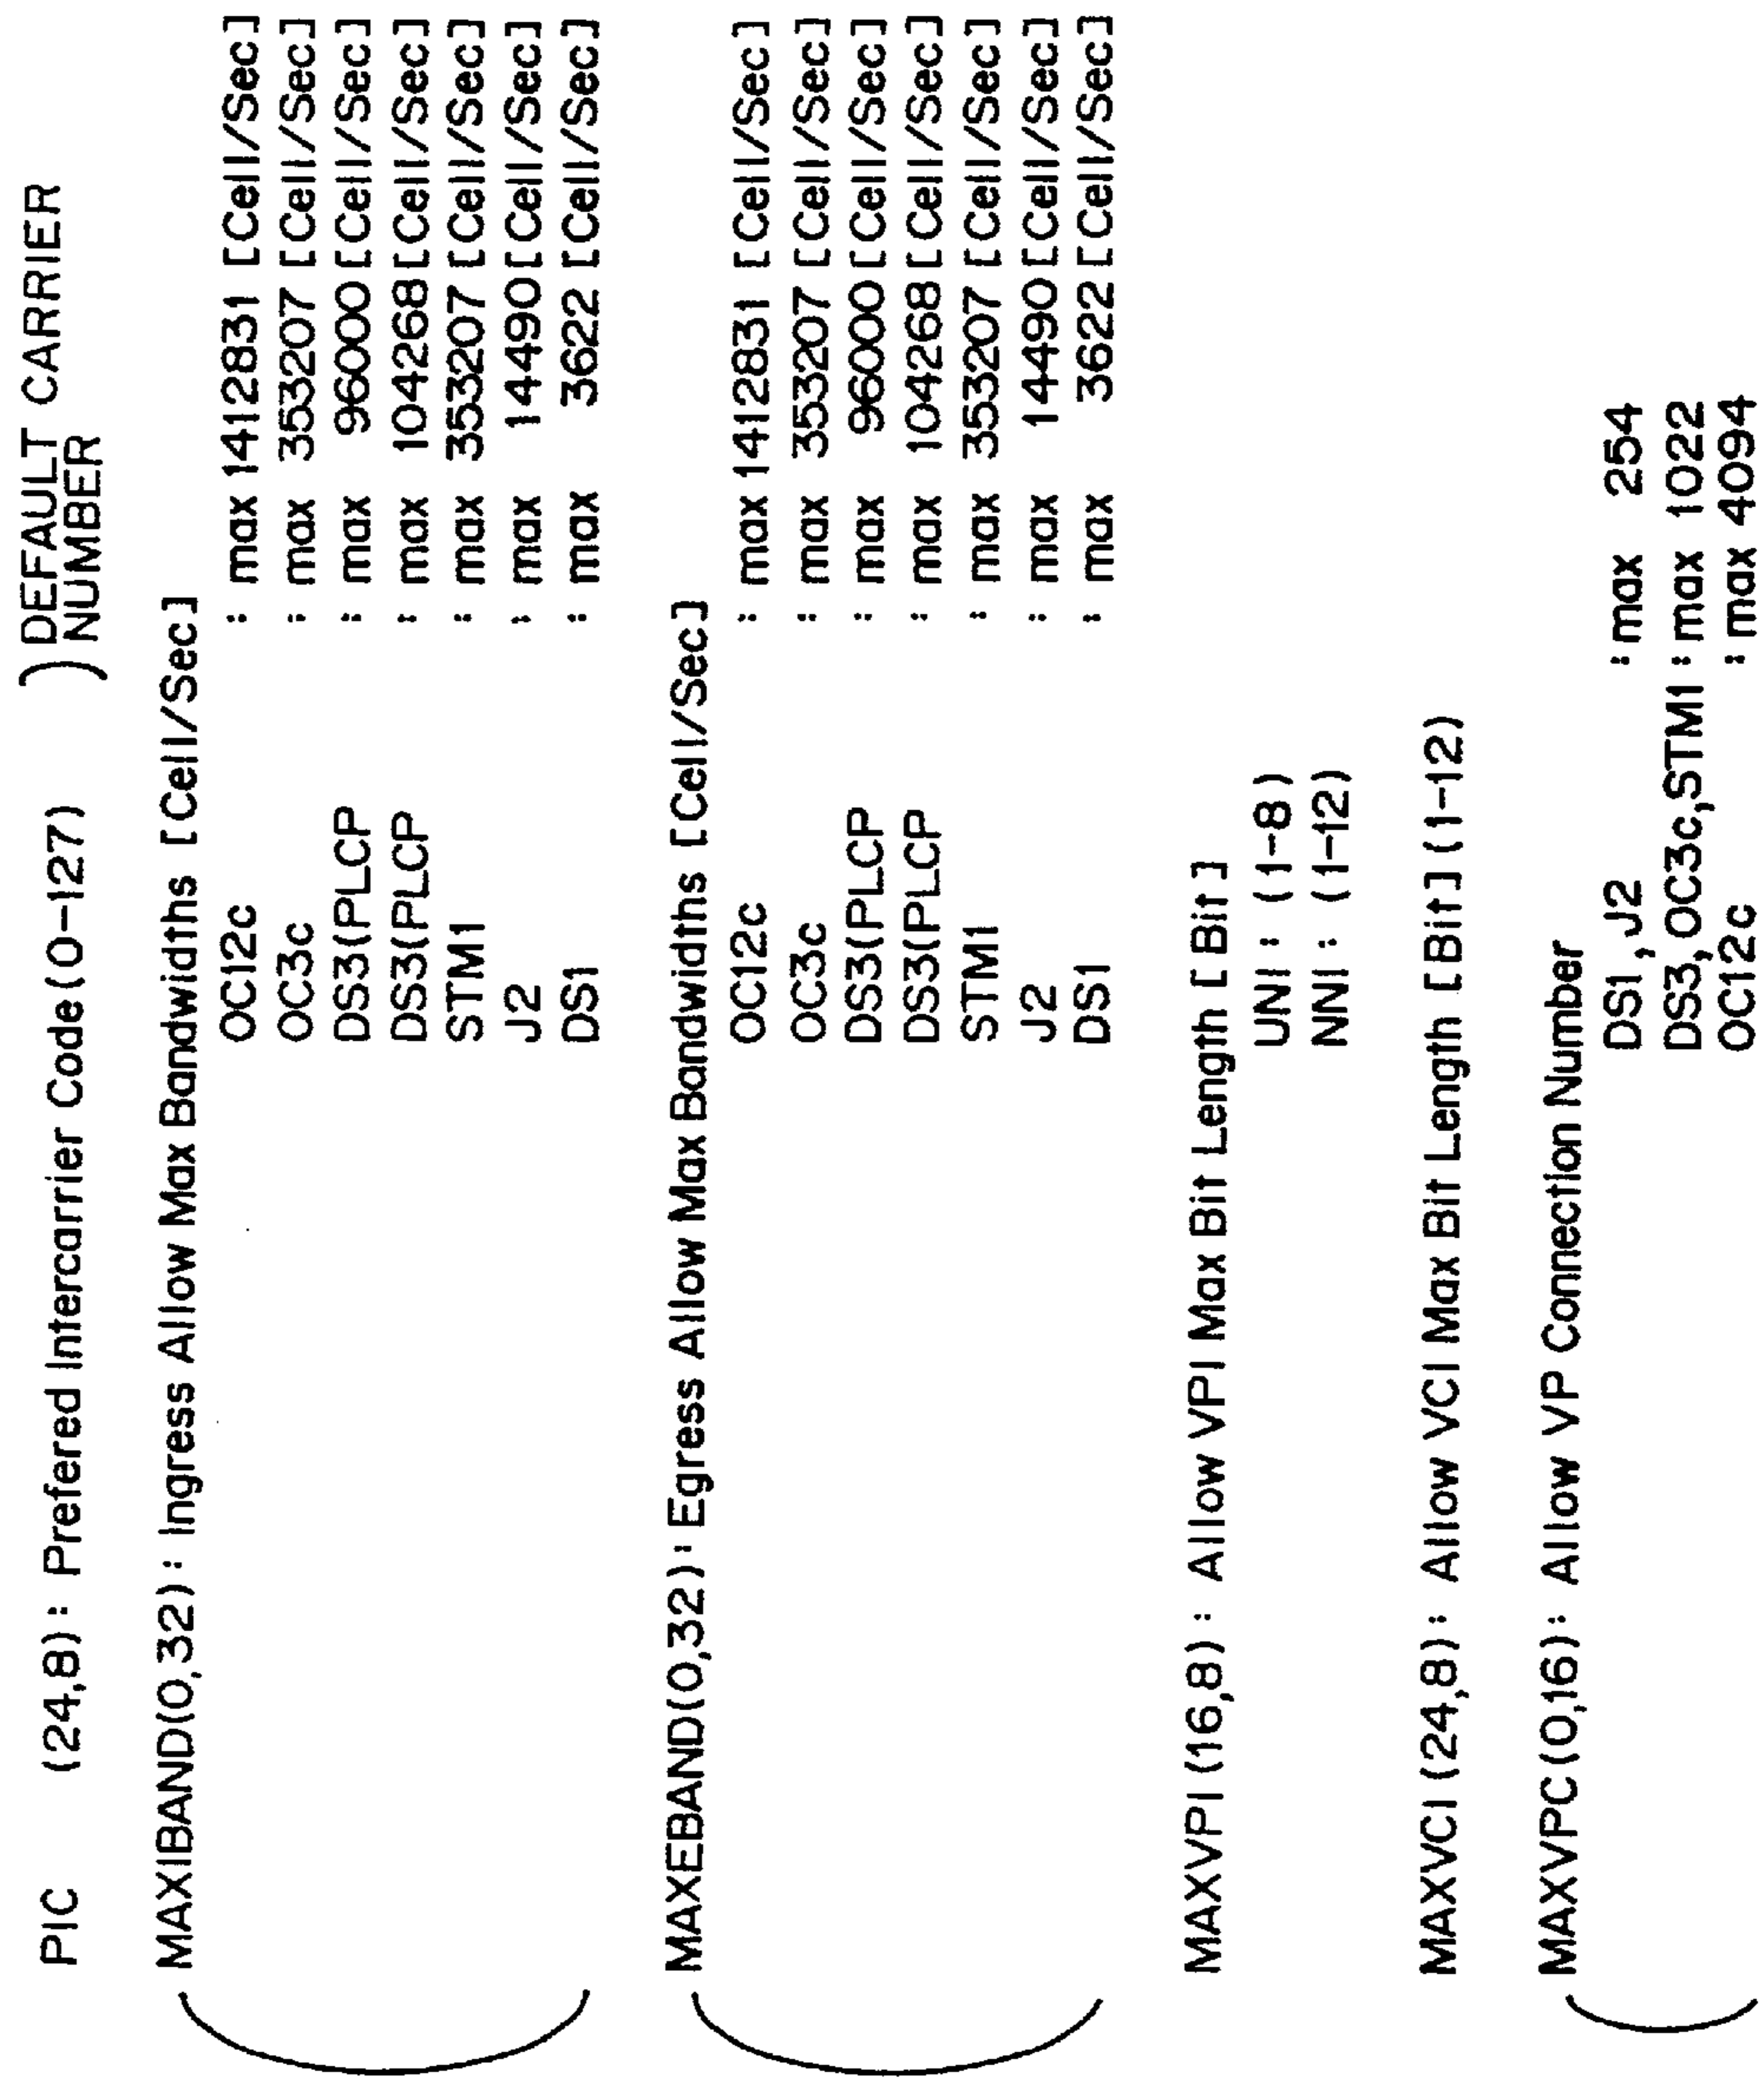 PIC (24,8) : Prefered Intercarrier Code (0-127) ) DEFAULT CARRIER
NUMBER
MAXIBAND(0,32) : Ingress Allow Max Bandwidths [Cell/Sec]
OC12c : max 1412831 [Cell/Sec]
OC3c : max 353207 [Cell/Sec]
DS3(PLCP : max 96000 [Cell/Sec]
DS3(PLCP : max 104268 [Cell/Sec]
STM1 : max 353207 [Cell/Sec]
J2 : max 14490 [Cell/Sec]
DS1 : max 3622 [Cell/Sec]
MAXEBAND(0,32) : Egress Allow Max Bandwidths [Cell/Sec]
OC12c : max 1412831 [Cell/Sec]
OC3c : max 353207 [Cell/Sec]
DS3(PLCP : max 96000 [Cell/Sec]
DS3(PLCP : max 104268 [Cell/Sec]
STM1 : max 353207 [Cell/Sec]
J2 : max 14490 [Cell/Sec]
DS1 : max 3622 [Cell/Sec]
MAXVPI (16,8) : Allow VPI Max Bit Length [Bit]
UNI : (1-8)
NNI : (1-12)
MAXVCI (24,8) : Allow VCI Max Bit Length [Bit] (1-12)
MAXVPC (0,16) : Allow VP Connection Number
DS1, J2 : max 254
DS3, OC3c, STM1 : max 1022
OC12c : max 4094